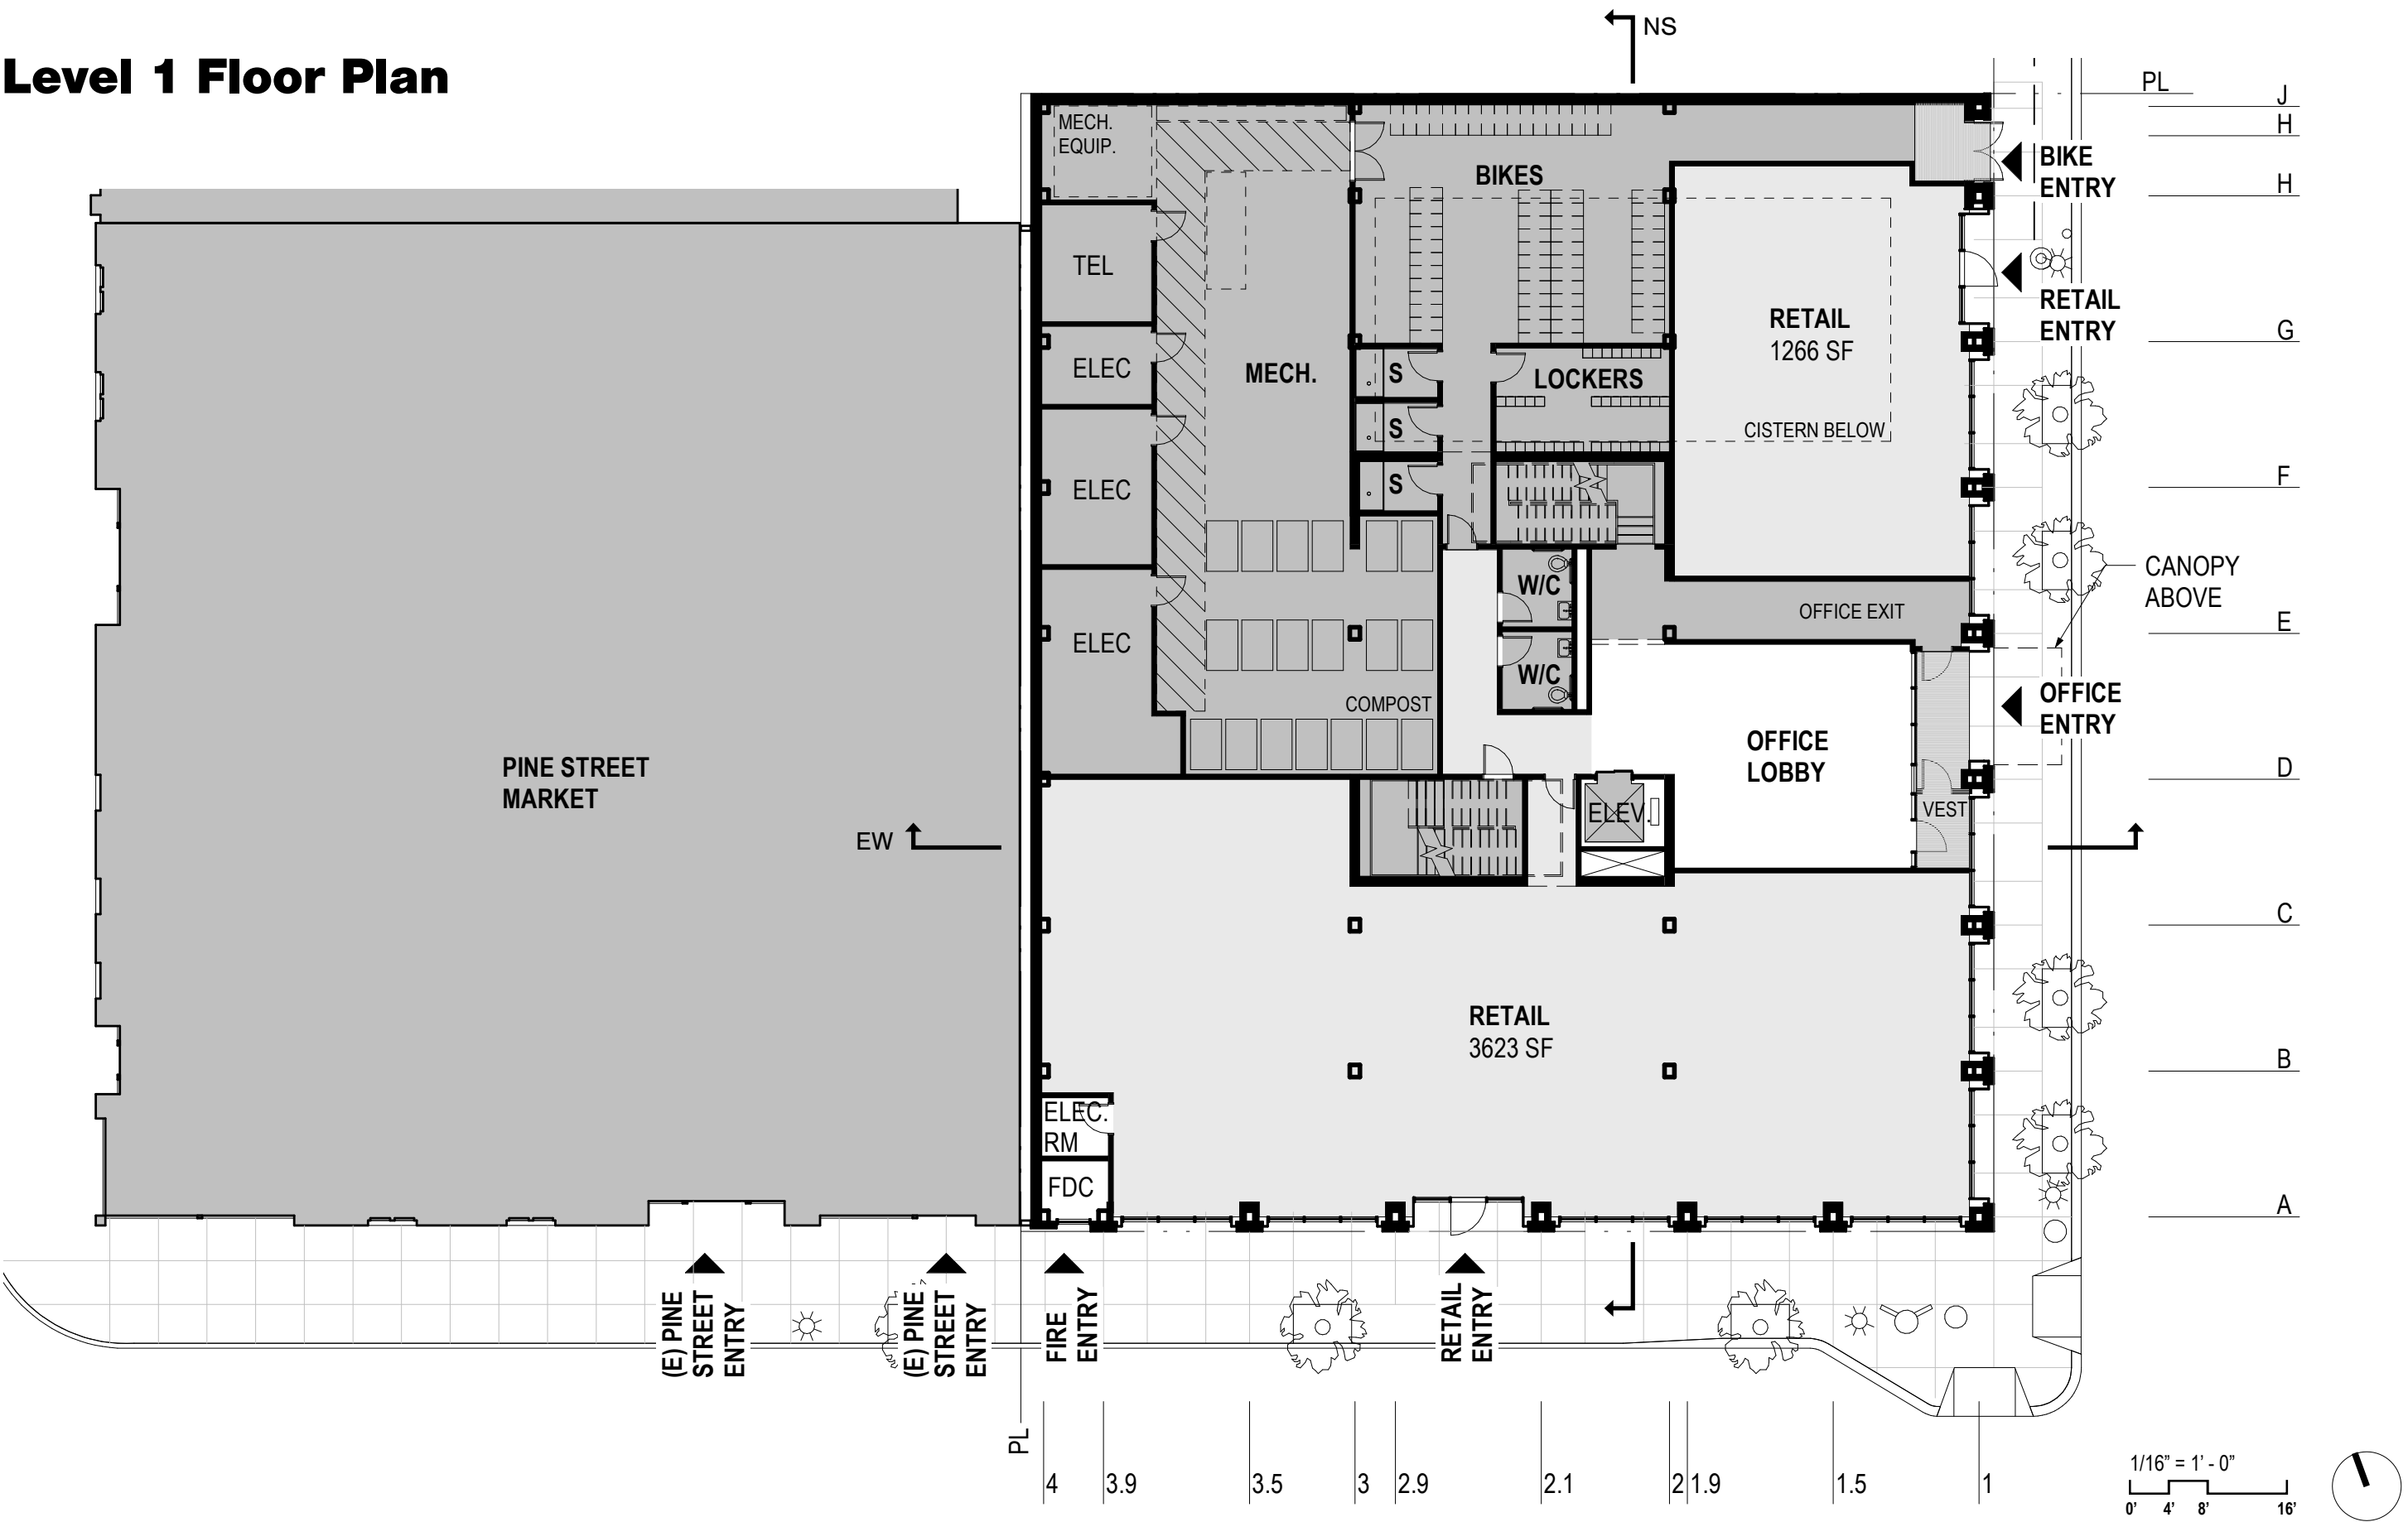 Level 1 Floor Plan
NS
PL
J
H
H
G
F
E
D
C
B
A
MECH.
EQUIP.
BIKES
BIKE
ENTRY
TEL
RETAIL
1266 SF
RETAIL
ENTRY
ELEC
MECH.
S
LOCKERS
S
CISTERN BELOW
ELEC
S
CANOPY
ABOVE
W/C
OFFICE EXIT
ELEC
W/C
COMPOST
OFFICE
ENTRY
OFFICE
LOBBY
PINE STREET
MARKET
ELEV.
VEST
EW
RETAIL
3623 SF
ELEC.
RM
FDC
(E) PINE
STREET
ENTRY
(E) PINE
STREET
ENTRY
FIRE
ENTRY
RETAIL
ENTRY
PL
4
3.9
3.5
3
2.9
2.1
2
1.9
1.5
1
1/16” = 1’ - 0”
0’ 4’ 8’ 16’